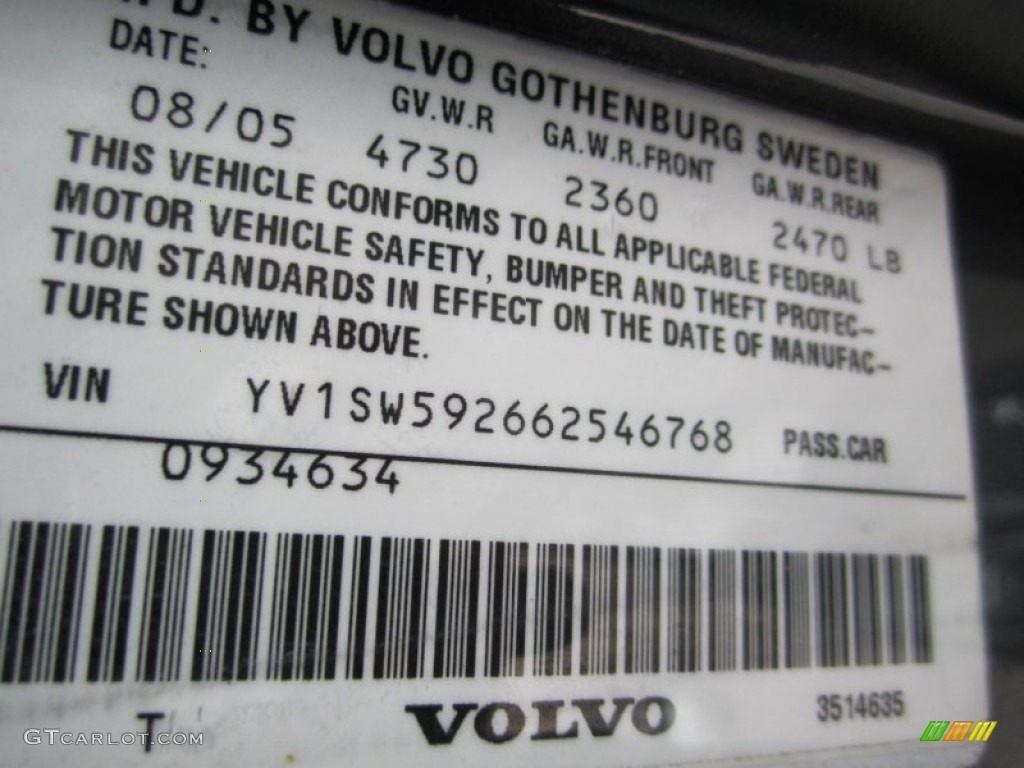 BY VOLVO GOTHENBURG SWEDEN
DATE: GV.W.R GA.W.R.FRONT GA.W.R.REAR
08/05 4730 2360 2470 LB
THIS VEHICLE CONFORMS TO ALL APPLICABLE FEDERAL
MOTOR VEHICLE SAFETY, BUMPER AND THEFT PROTEC-
TION STANDARDS IN EFFECT ON THE DATE OF MANUFAC-
TURE SHOWN ABOVE.
VIN YV1SW592662546768 PASS.CAR
0934634
VOLVO 3514635
GTCARLOT.COM